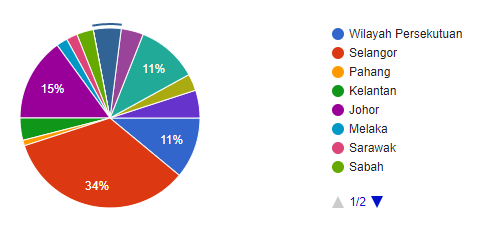 11%
15%
11%
34%
Wilayah Persekutuan
Selangor
Pahang
Kelantan
Johor
Melaka
Sarawak
Sabah
1/2